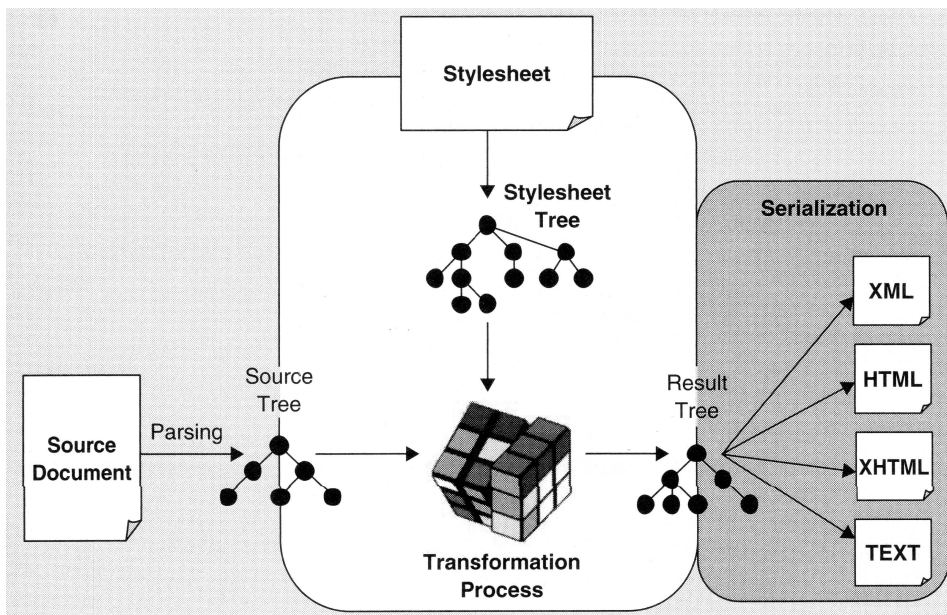 Stylesheet
Stylesheet
Tree
Serialization
XML
Source
Tree
Result
Tree
HTML
Parsing
Source
Document
XHTML
Transformation
Process
TEXT